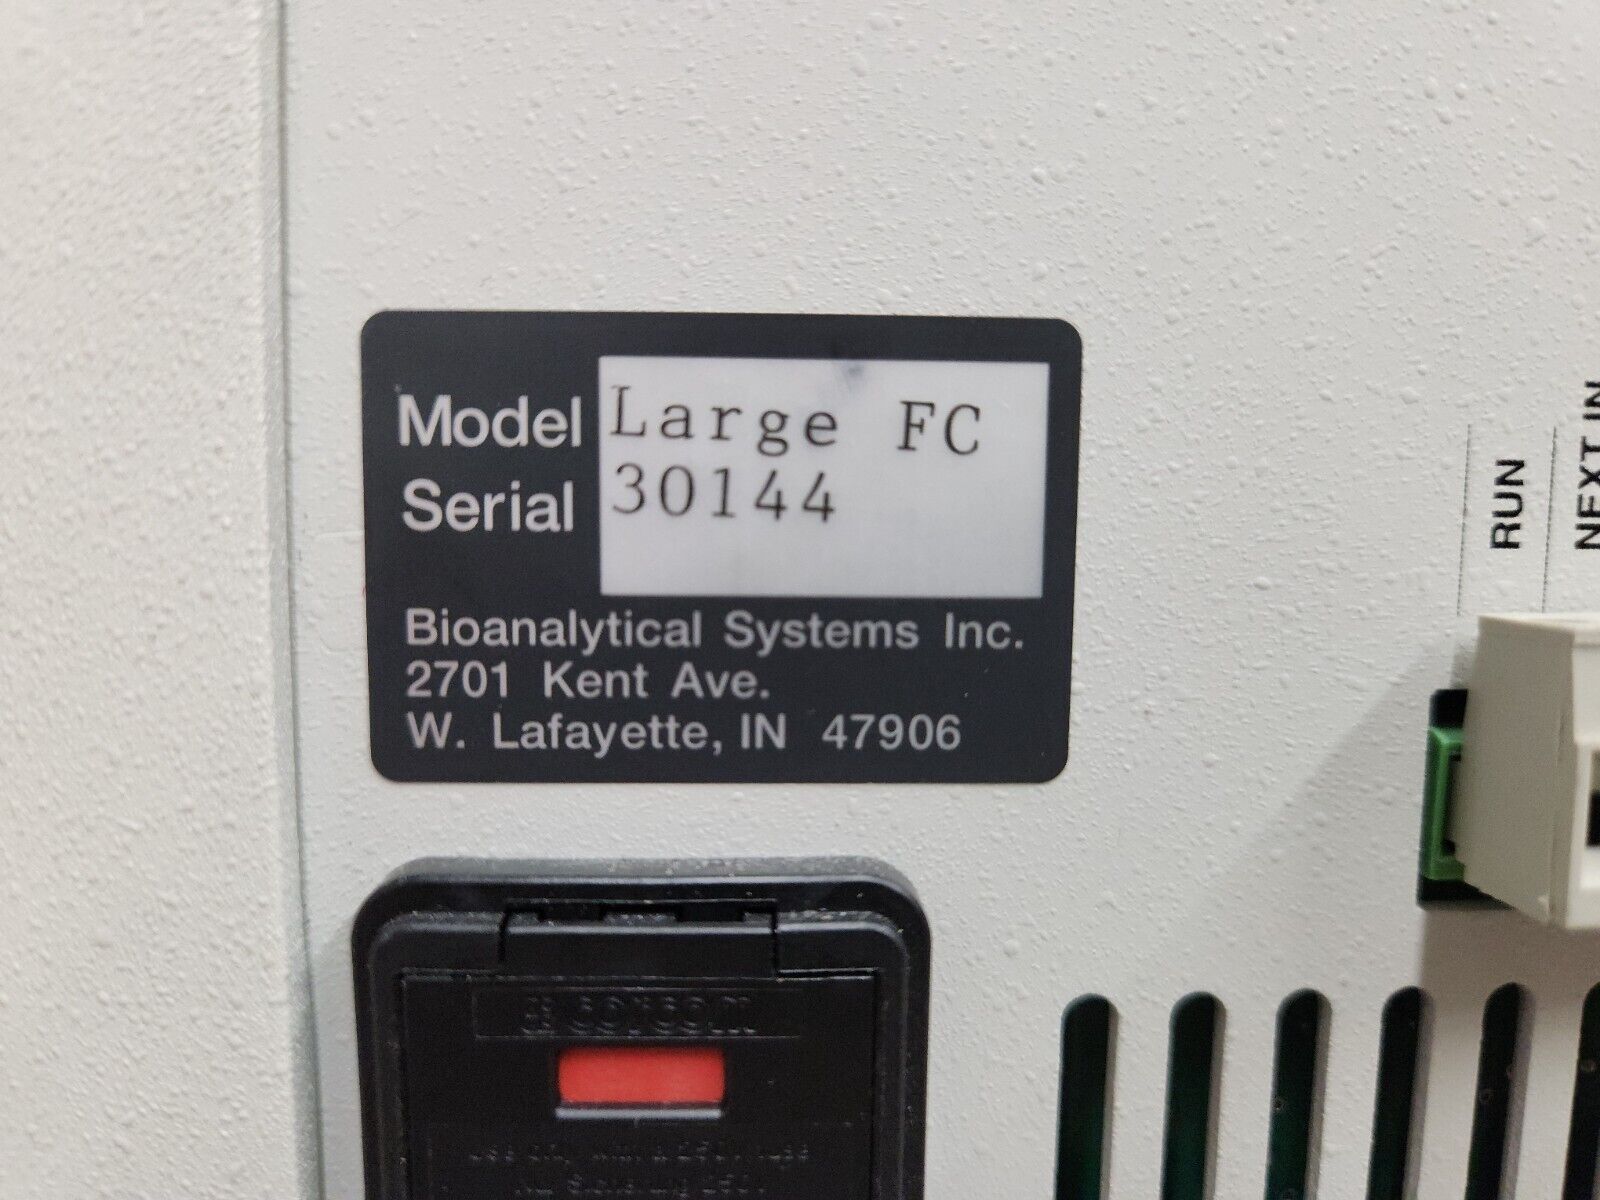 Model Large FC
Serial 30144
Bioanalytical Systems Inc.
2701 Kent Ave.
W. Lafayette, IN 47906
RUN
NEXT IN